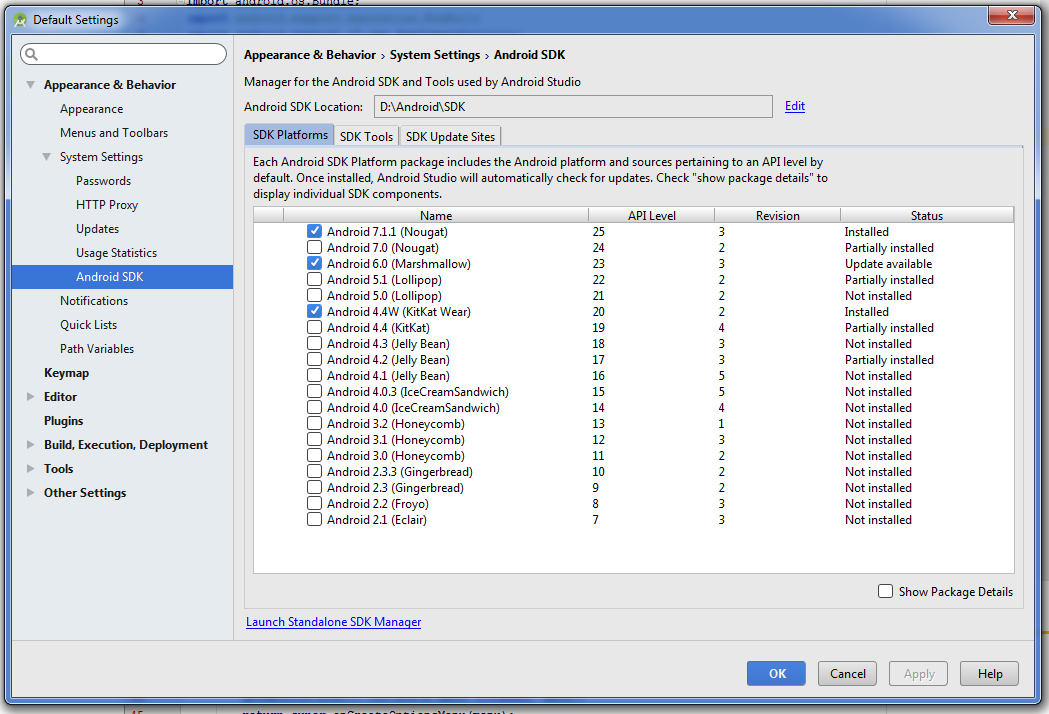 3 import android.os.Bundle;
Default Settings
Appearance & Behavior
Appearance
Menus and Toolbars
System Settings
Passwords
HTTP Proxy
Updates
Usage Statistics
Android SDK
Notifications
Quick Lists
Path Variables
Keymap
Editor
Plugins
Build, Execution, Deployment
Tools
Other Settings
Appearance & Behavior › System Settings › Android SDK
Manager for the Android SDK and Tools used by Android Studio
Android SDK Location: D:\Android\SDK Edit
SDK Platforms SDK Tools SDK Update Sites
Each Android SDK Platform package includes the Android platform and sources pertaining to an API level by
default. Once installed, Android Studio will automatically check for updates. Check "show package details" to
display individual SDK components.
Name API Level Revision Status
Android 7.1.1 (Nougat) 25 3 Installed
Android 7.0 (Nougat) 24 2 Partially installed
Android 6.0 (Marshmallow) 23 3 Update available
Android 5.1 (Lollipop) 22 2 Partially installed
Android 5.0 (Lollipop) 21 2 Not installed
Android 4.4W (KitKat Wear) 20 2 Installed
Android 4.4 (KitKat) 19 4 Partially installed
Android 4.3 (Jelly Bean) 18 3 Not installed
Android 4.2 (Jelly Bean) 17 3 Partially installed
Android 4.1 (Jelly Bean) 16 5 Not installed
Android 4.0.3 (IceCreamSandwich) 15 5 Not installed
Android 4.0 (IceCreamSandwich) 14 4 Not installed
Android 3.2 (Honeycomb) 13 1 Not installed
Android 3.1 (Honeycomb) 12 3 Not installed
Android 3.0 (Honeycomb) 11 2 Not installed
Android 2.3.3 (Gingerbread) 10 2 Not installed
Android 2.3 (Gingerbread) 9 2 Not installed
Android 2.2 (Froyo) 8 3 Not installed
Android 2.1 (Eclair) 7 3 Not installed
Show Package Details
Launch Standalone SDK Manager
OK Cancel Apply Help